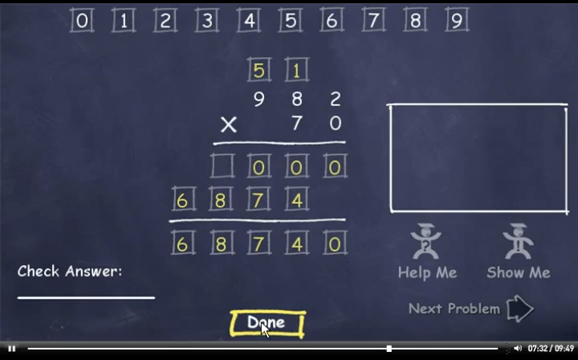 0 1 2 3 4 5 6 7 8 9
5 1
9 8 2
X 7 0
0 0 0
6 8 7 4
6 8 7 4 0
Check Answer:
Help Me Show Me
Next Problem
Done
07:32 / 09:49